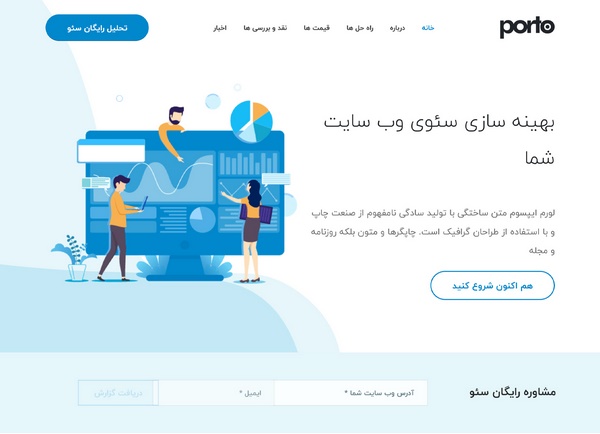 porto
خانه
درباره
راه حل ها
قیمت ها
نقد و بررسی ها
اخبار
تحلیل رایگان سئو
بهینه سازی سئوی وب سایت
شما
لورم ایپسوم متن ساختگی با تولید سادگی نامفهوم از صنعت چاپ
و با استفاده از طراحان گرافیک است. چاپگرها و متون بلکه روزنامه
و مجله
هم اکنون شروع کنید
مشاوره رایگان سئو
آدرس وب سایت شما *
ایمیل *
دریافت گزارش